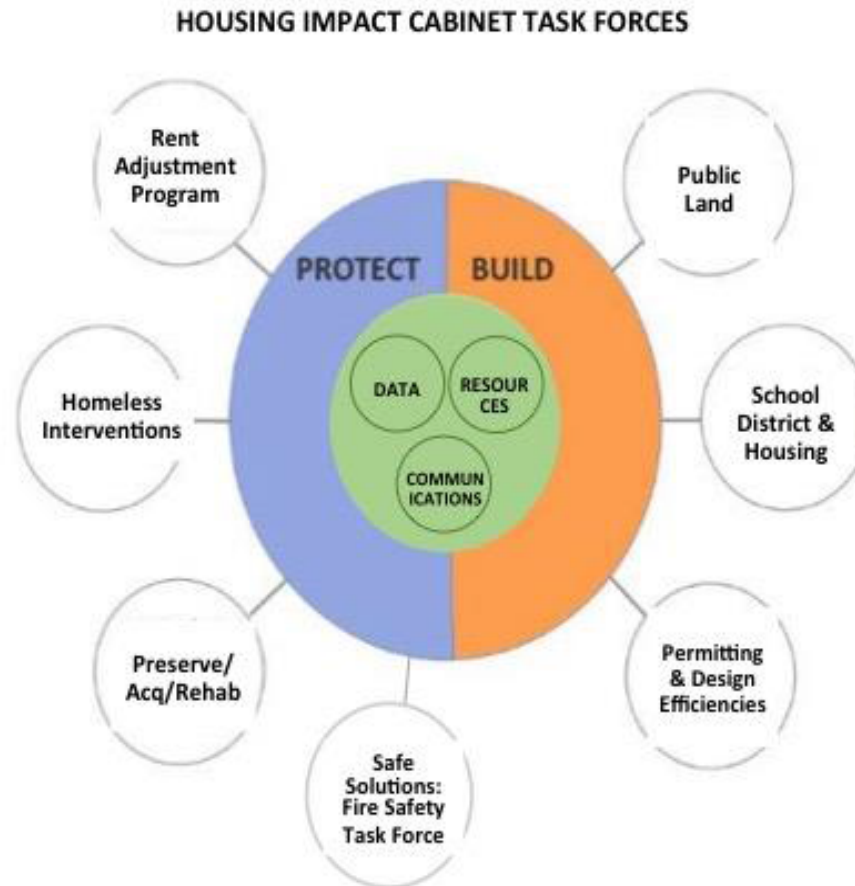 HOUSING IMPACT CABINET TASK FORCES
Rent
Adjustment
Program
Public
Land
PROTECT
BUILD
DATA
RESOUR
CES
COMMUN
ICATIONS
Homeless
Interventions
School
District &
Housing
Preserve/
Acq/Rehab
Permitting
& Design
Efficiencies
Safe
Solutions:
Fire Safety
Task Force